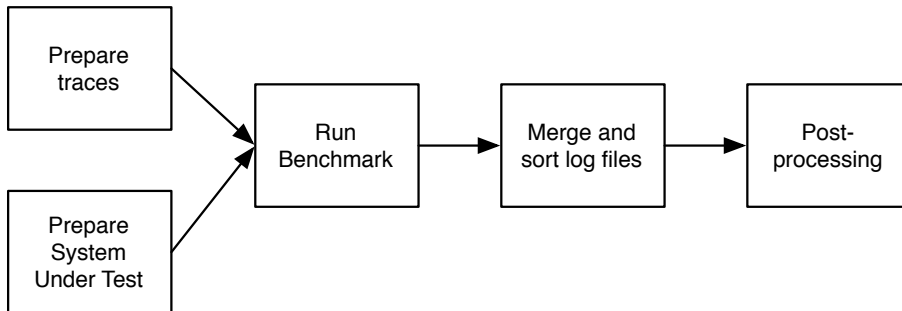 Prepare
traces
Prepare
System
Under Test
Run
Benchmark
Merge and
sort log files
Post-
processing